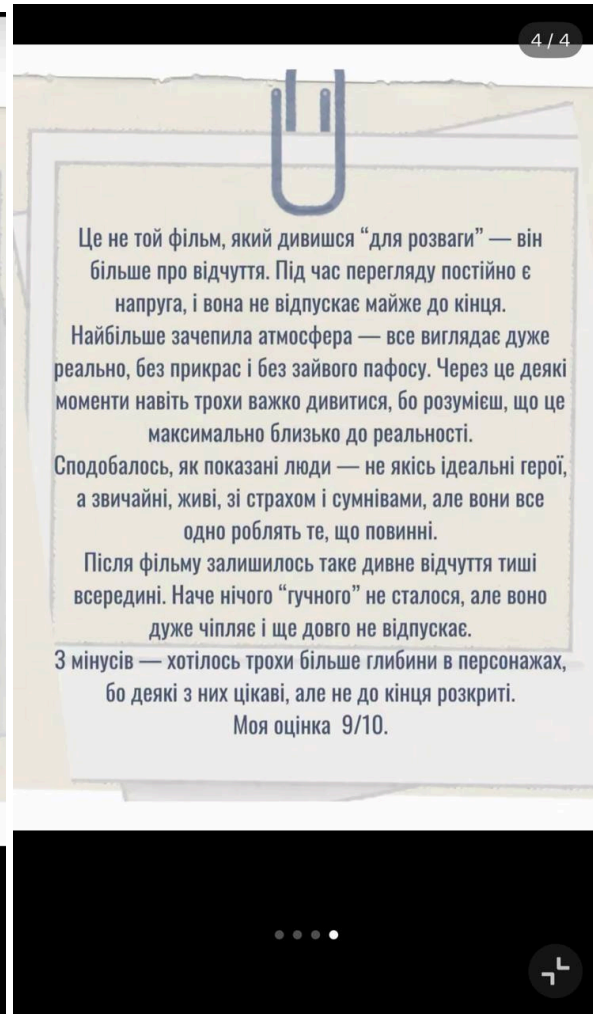 4 / 4
Це не той фільм, який дивишся “для розваги” — він
більше про відчуття. Під час перегляду постійно є
напруга, і вона не відпускає майже до кінця.
Найбільше зачепила атмосфера — все виглядає дуже
реально, без прикрас і без зайвого пафосу. Через це деякі
моменти навіть трохи важко дивитися, бо розумієш, що це
максимально близько до реальності.
Сподобалось, як показані люди — не якісь ідеальні герої,
а звичайні, живі, зі страхом і сумнівами, але вони все
одно роблять те, що повинні.
Після фільму залишилось таке дивне відчуття тиші
всередині. Наче нічого “гучного” не сталося, але воно
дуже чіпляє і ще довго не відпускає.
З мінусів — хотілось трохи більше глибини в персонажах,
бо деякі з них цікаві, але не до кінця розкриті.
Моя оцінка 9/10.